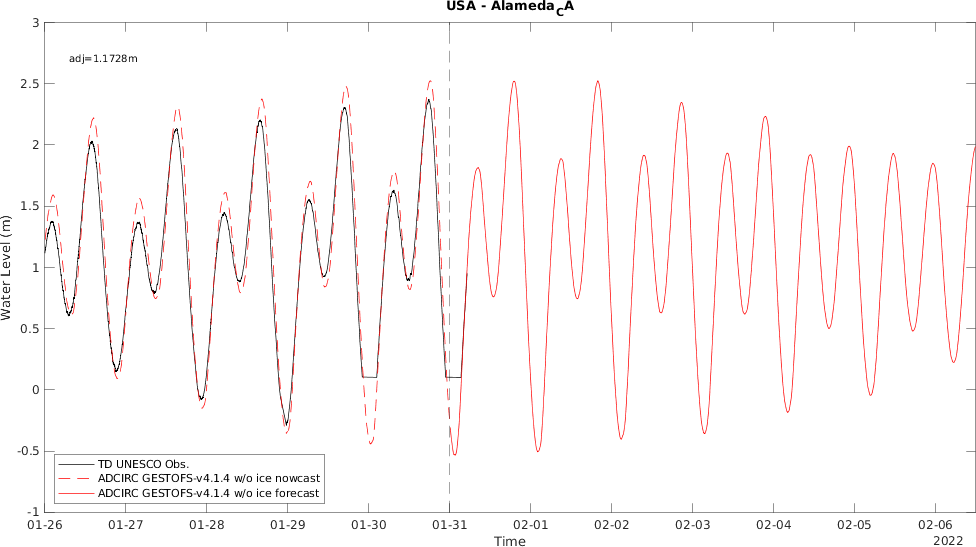 USA - Alameda_CA
adj=1.1728m
3
2.5
2
1.5
1
0.5
0
-0.5
-1
Water Level (m)
TD UNESCO Obs.
ADCIRC GESTOFS-v4.1.4 w/o ice nowcast
ADCIRC GESTOFS-v4.1.4 w/o ice forecast
01-26 01-27 01-28 01-29 01-30 01-31 02-01 02-02 02-03 02-04 02-05 02-06
Time
2022